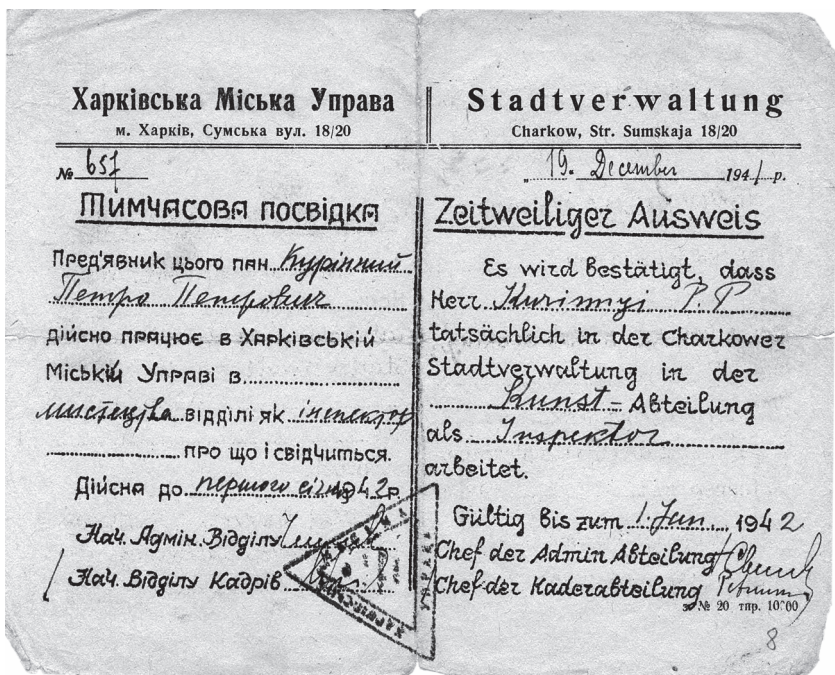 Харківська Міська Управа
м. Харків, Сумська вул. 18/20
№ 657
Тимчасова посвідка
Пред'явник цього пан Курінний
Петро Петрович
дійсно працює в Харківській
Міській Управі в
мистецтва відділі як інспектор
про що і свідчиться.
Дійсна до першого січня 1942 р.
Нач. Адмін. Відділу
Нач. Відділу Кадрів
Stadtverwaltung
Charkow, Str. Sumskaja 18/20
19. December 1941 р.
Zeitweiliger Ausweis
Es wird bestätigt, dass
Herr Kurinnyi P. P
tatsächlich in der Charkower
Stadtverwaltung in der
Kunst - Abteilung
als Inspektor
arbeitet.
Gültig bis zum 1. Jan. 1942
Chef der Admin Abteilung
Chef der Kaderabteilung
№ 20 тир. 10000
8
УПРАВА